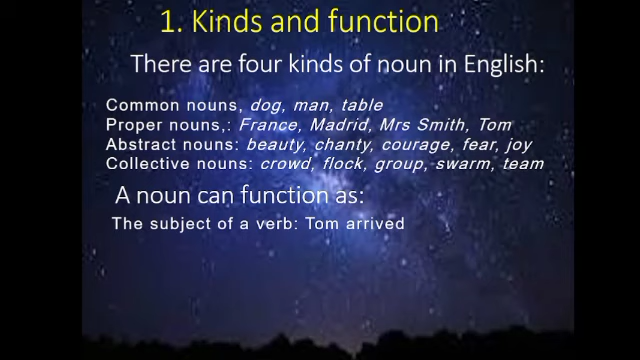 1. Kinds and function
There are four kinds of noun in English:
Common nouns, dog, man, table
Proper nouns,: France, Madrid, Mrs Smith, Tom
Abstract nouns: beauty, chanty, courage, fear, joy
Collective nouns: crowd, flock, group, swarm, team
A noun can function as:
The subject of a verb: Tom arrived